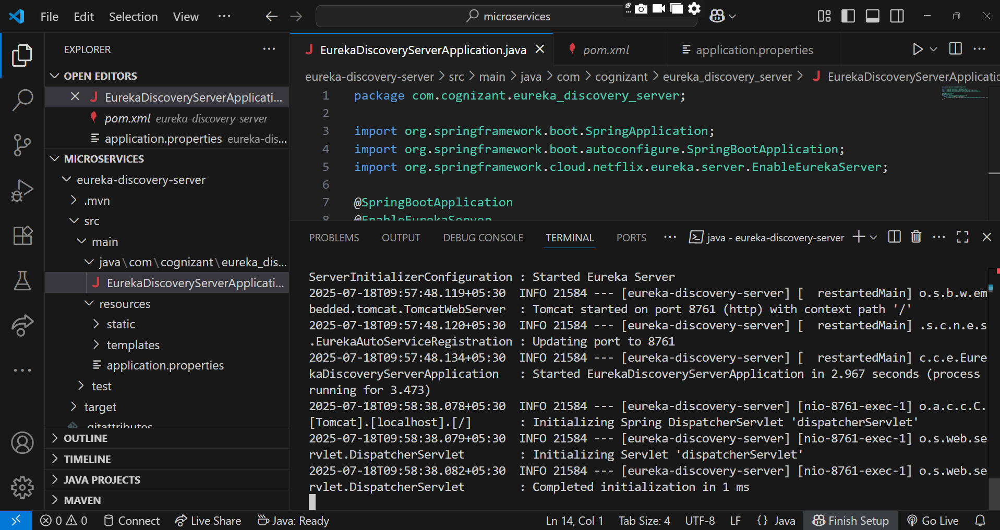 File Edit Selection View ··· microservices
EXPLORER ···
OPEN EDITORS
EurekaDiscoveryServerApplicati...
pom.xml eureka-discovery-server
application.properties eureka-dis...
MICROSERVICES
eureka-discovery-server
.mvn
src
main
java\com\cognizant\eureka_dis...
EurekaDiscoveryServerApplicati...
resources
static
templates
application.properties
test
target
.gitattributes
OUTLINE
TIMELINE
JAVA PROJECTS
MAVEN
EurekaDiscoveryServerApplication.java pom.xml application.properties
eureka-discovery-server > src > main > java > com > cognizant > eureka_discovery_server > EurekaDiscoveryServerApplicatic
1 package com.cognizant.eureka_discovery_server;
2
3 import org.springframework.boot.SpringApplication;
4 import org.springframework.boot.autoconfigure.SpringBootApplication;
5 import org.springframework.cloud.netflix.eureka.server.EnableEurekaServer;
6
7 @SpringBootApplication
8 @EnableEurekaServer
PROBLEMS OUTPUT DEBUG CONSOLE TERMINAL PORTS ··· java - eureka-discovery-server
ServerInitializerConfiguration : Started Eureka Server
2025-07-18T09:57:48.119+05:30  INFO 21584 --- [eureka-discovery-server] [  restartedMain] o.s.b.w.em
bedded.tomcat.TomcatWebServer  : Tomcat started on port 8761 (http) with context path '/'
2025-07-18T09:57:48.120+05:30  INFO 21584 --- [eureka-discovery-server] [  restartedMain] .s.c.n.e.s
.EurekaAutoServiceRegistration : Updating port to 8761
2025-07-18T09:57:48.134+05:30  INFO 21584 --- [eureka-discovery-server] [  restartedMain] c.c.e.Eure
kaDiscoveryServerApplication   : Started EurekaDiscoveryServerApplication in 2.967 seconds (process
running for 3.473)
2025-07-18T09:58:38.078+05:30  INFO 21584 --- [eureka-discovery-server] [nio-8761-exec-1] o.a.c.c.C.
[Tomcat].[localhost].[/]       : Initializing Spring DispatcherServlet 'dispatcherServlet'
2025-07-18T09:58:38.079+05:30  INFO 21584 --- [eureka-discovery-server] [nio-8761-exec-1] o.s.web.se
rvlet.DispatcherServlet        : Initializing Servlet 'dispatcherServlet'
2025-07-18T09:58:38.082+05:30  INFO 21584 --- [eureka-discovery-server] [nio-8761-exec-1] o.s.web.se
rvlet.DispatcherServlet        : Completed initialization in 1 ms
0 0 Connect Live Share Java: Ready Ln 14, Col 1 Tab Size: 4 UTF-8 LF {} Java Finish Setup Go Live